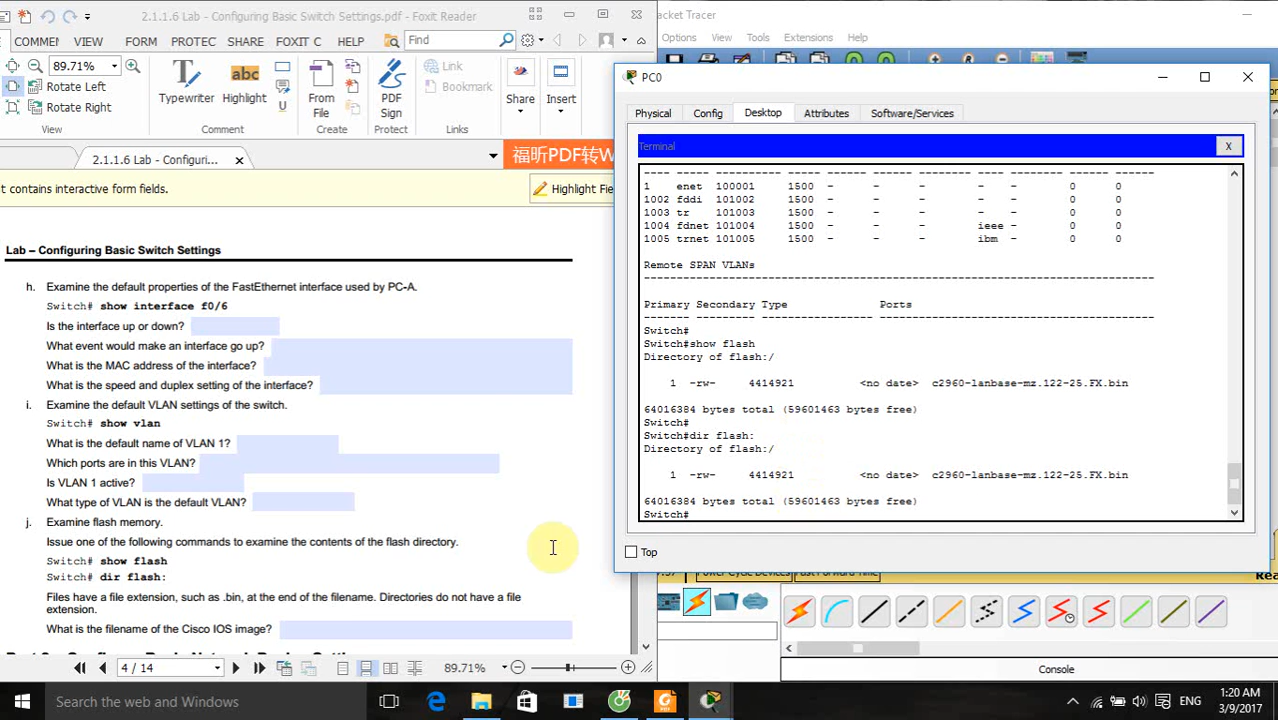 2.1.1.6 Lab - Configuring Basic Switch Settings.pdf - Foxit Reader
COMMEN VIEW FORM PROTEC SHARE FOXIT C HELP Find
89.71%
Rotate Left
Rotate Right
View
Typewriter
Highlight
Comment
From File
Create
PDF Sign
Protect
Link
Bookmark
Links
Share
Insert
2.1.1.6 Lab - Configuri...
福昕PDF转W
t contains interactive form fields.
Highlight Fie
Lab – Configuring Basic Switch Settings
h. Examine the default properties of the FastEthernet interface used by PC-A.
Switch# show interface f0/6
Is the interface up or down?
What event would make an interface go up?
What is the MAC address of the interface?
What is the speed and duplex setting of the interface?
i. Examine the default VLAN settings of the switch.
Switch# show vlan
What is the default name of VLAN 1?
Which ports are in this VLAN?
Is VLAN 1 active?
What type of VLAN is the default VLAN?
j. Examine flash memory.
Issue one of the following commands to examine the contents of the flash directory.
Switch# show flash
Switch# dir flash:
Files have a file extension, such as .bin, at the end of the filename. Directories do not have a file
extension.
What is the filename of the Cisco IOS image?
4 / 14
89.71%
acket Tracer
Options View Tools Extensions Help
PC0
Physical Config Desktop Attributes Software/Services
Terminal X
---- ----- ---------- ----- ------ ------ -------- ---- -------- ------ ------
1 enet 100001 1500 - - - - - 0 0
1002 fddi 101002 1500 - - - - - 0 0
1003 tr 101003 1500 - - - - - 0 0
1004 fdnet 101004 1500 - - - ieee - 0 0
1005 trnet 101005 1500 - - - ibm - 0 0
Remote SPAN VLANs
------------------------------------------------------------------------------
Primary Secondary Type Ports
------- --------- ----------------- ------------------------------------------
Switch#
Switch#show flash
Directory of flash:/
1 -rw- 4414921 <no date> c2960-lanbase-mz.122-25.FX.bin
64016384 bytes total (59601463 bytes free)
Switch#
Switch#dir flash:
Directory of flash:/
1 -rw- 4414921 <no date> c2960-lanbase-mz.122-25.FX.bin
64016384 bytes total (59601463 bytes free)
Switch#
Top
Power Cycle Devices Fast Forward Time
Rea
Console
Search the web and Windows
ENG
1:20 AM
3/9/2017